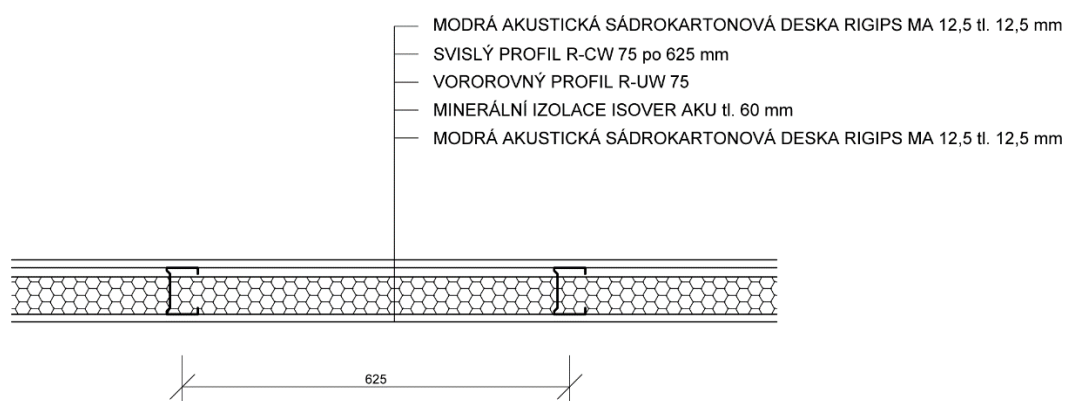 MODRÁ AKUSTICKÁ SÁDROKARTONOVÁ DESKA RIGIPS MA 12,5 tl. 12,5 mm
SVISLÝ PROFIL R-CW 75 po 625 mm
VOROROVNÝ PROFIL R-UW 75
MINERÁLNÍ IZOLACE ISOVER AKU tl. 60 mm
MODRÁ AKUSTICKÁ SÁDROKARTONOVÁ DESKA RIGIPS MA 12,5 tl. 12,5 mm
625